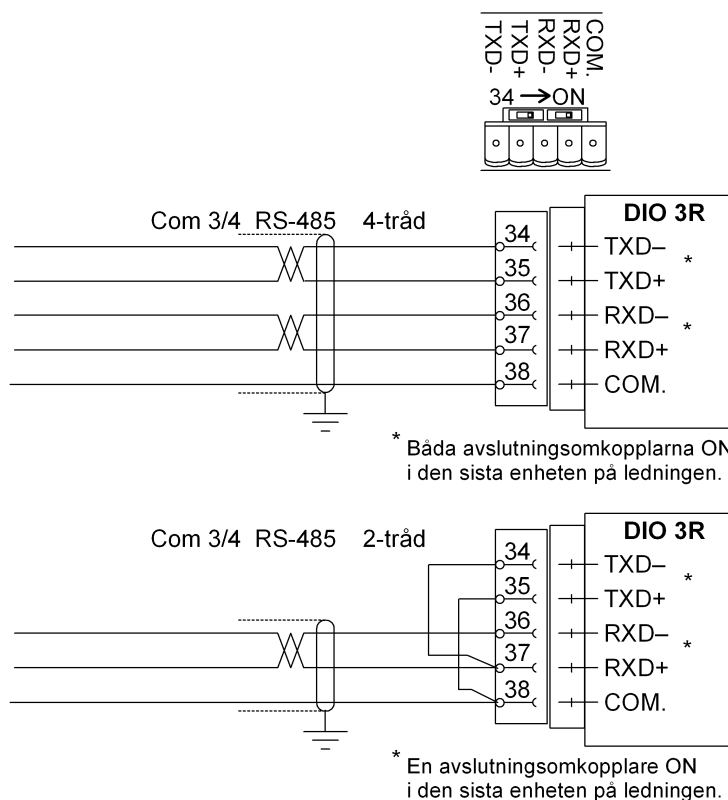 TXD-
TXD+
RXD-
RXD+
COM.
34 → ON
Com 3/4 RS-485 4-tråd
DIO 3R
34 TXD–
*
35 TXD+
36 RXD–
*
37 RXD+
38 COM.
* Båda avslutningsomkopplarna ON
i den sista enheten på ledningen.
Com 3/4 RS-485 2-tråd
DIO 3R
34 TXD–
*
35 TXD+
36 RXD–
*
37 RXD+
38 COM.
* En avslutningsomkopplare ON
i den sista enheten på ledningen.